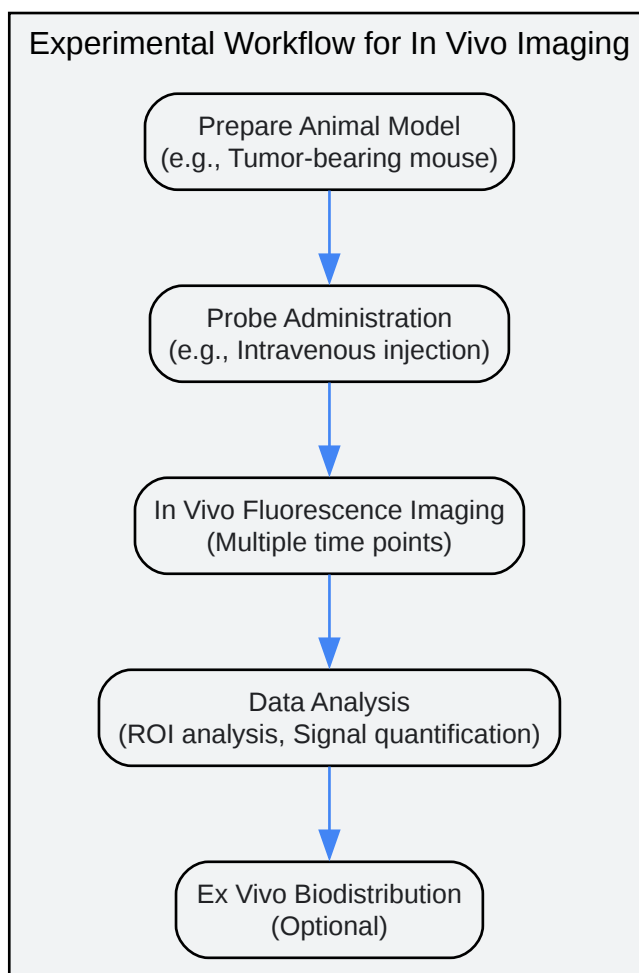 Experimental Workflow for In Vivo Imaging
Prepare Animal Model
(e.g., Tumor-bearing mouse)
Probe Administration
(e.g., Intravenous injection)
In Vivo Fluorescence Imaging
(Multiple time points)
Data Analysis
(ROI analysis, Signal quantification)
Ex Vivo Biodistribution
(Optional)